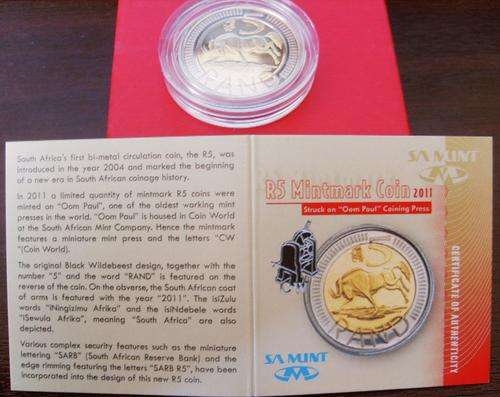 5
RAND
South Africa's first bi-metal circulation coin, the R5, was
introduced in the year 2004 and marked the beginning
of a new era in South African coinage history.
In 2011 a limited quantity of mintmark R5 coins were
minted on "Oom Paul", one of the oldest working mint
presses in the world. "Oom Paul" is housed in Coin World
at the South African Mint Company. Hence the mintmark
features a miniature mint press and the letters "CW
"(Coin World).
The original Black Wildebeest design, together with the
number "5" and the word "RAND" is featured on the
reverse of the coin. On the obverse, the South African coat
of arms is featured with the year "2011". The isiZulu
words "iNingizimu Afrika" and the isiNdebele words
"iSewula Afrika", meaning "South Africa" are also
depicted.
Various complex security features such as the miniature
lettering "SARB" (South African Reserve Bank) and the
edge rimming featuring the letters "SARB R5", have been
incorporated into the design of this new R5 coin.
SA MINT
R5 Mintmark Coin 2011
Struck on "Oom Paul" Coining Press
CW
5
RAND
SA MINT
CERTIFICATE OF AUTHENTICITY